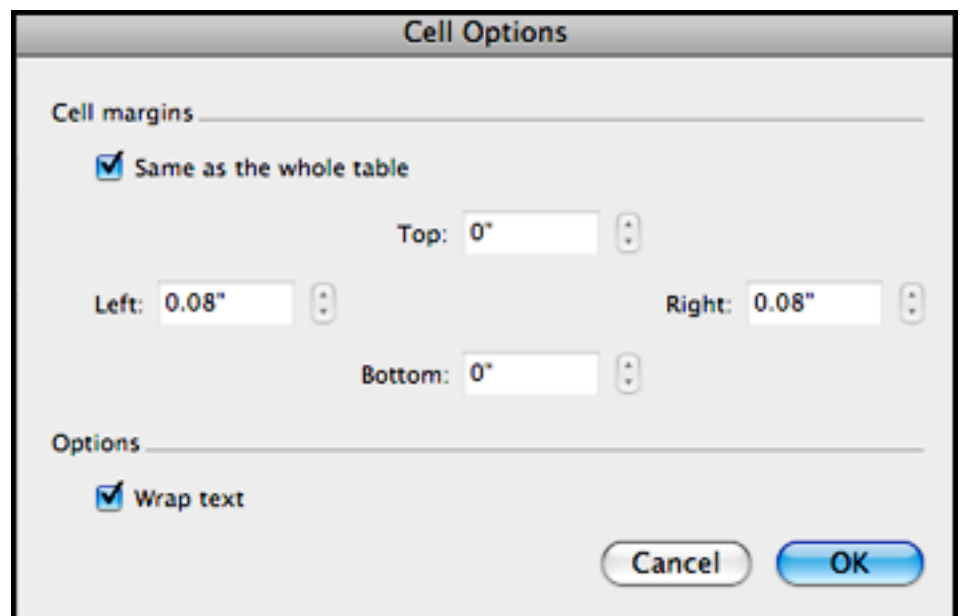 Cell Options
Cell margins
Same as the whole table
Top: 0"
Left: 0.08" Right: 0.08"
Bottom: 0"
Options
Wrap text
Cancel OK